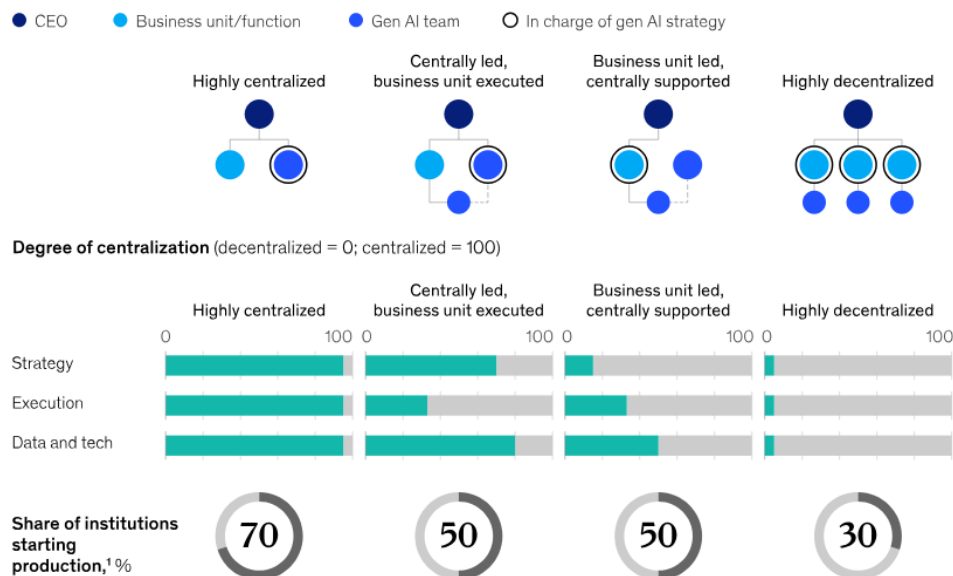 CEO Business unit/function Gen AI team In charge of gen AI strategy
Highly centralized
Centrally led,
business unit executed
Business unit led,
centrally supported
Highly decentralized
Degree of centralization (decentralized = 0; centralized = 100)
Highly centralized
Centrally led,
business unit executed
Business unit led,
centrally supported
Highly decentralized
0 100 0 100 0 100 0 100
Strategy
Execution
Data and tech
Share of institutions
starting
production,¹ %
70 50 50 30